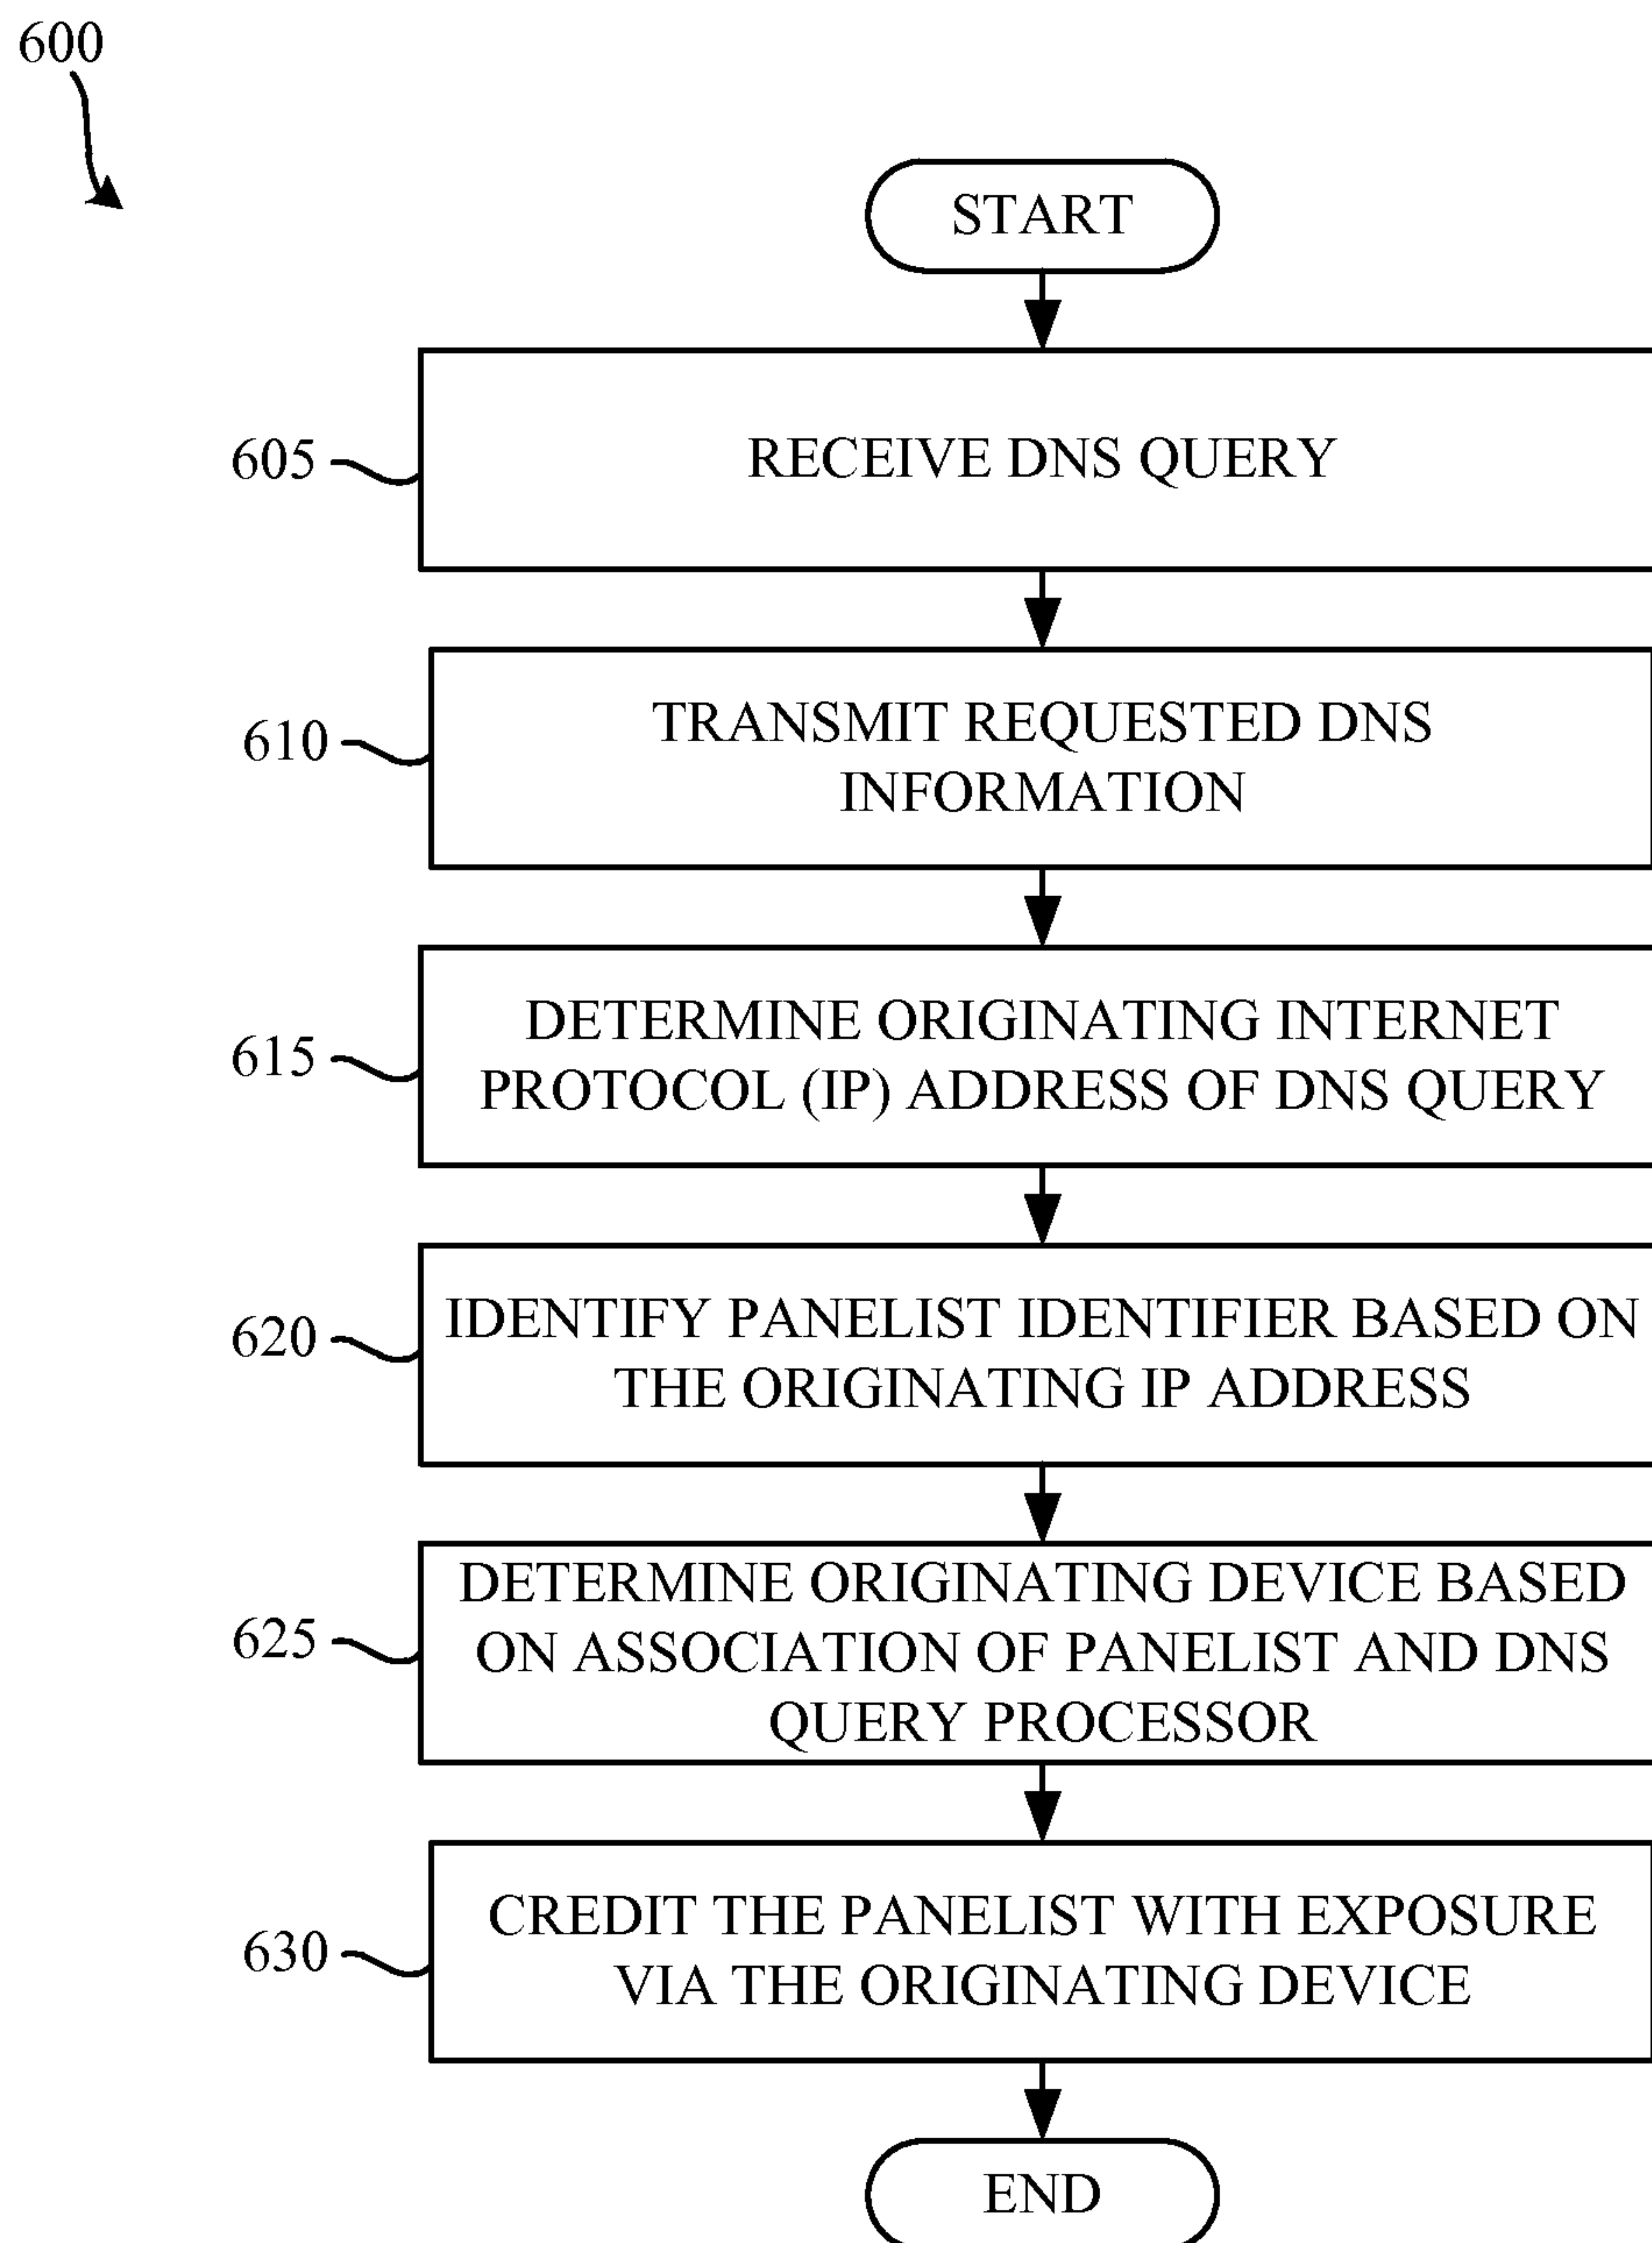 600
START
605
RECEIVE DNS QUERY
610
TRANSMIT REQUESTED DNS
INFORMATION
615
DETERMINE ORIGINATING INTERNET
PROTOCOL (IP) ADDRESS OF DNS QUERY
620
IDENTIFY PANELIST IDENTIFIER BASED ON
THE ORIGINATING IP ADDRESS
625
DETERMINE ORIGINATING DEVICE BASED
ON ASSOCIATION OF PANELIST AND DNS
QUERY PROCESSOR
630
CREDIT THE PANELIST WITH EXPOSURE
VIA THE ORIGINATING DEVICE
END